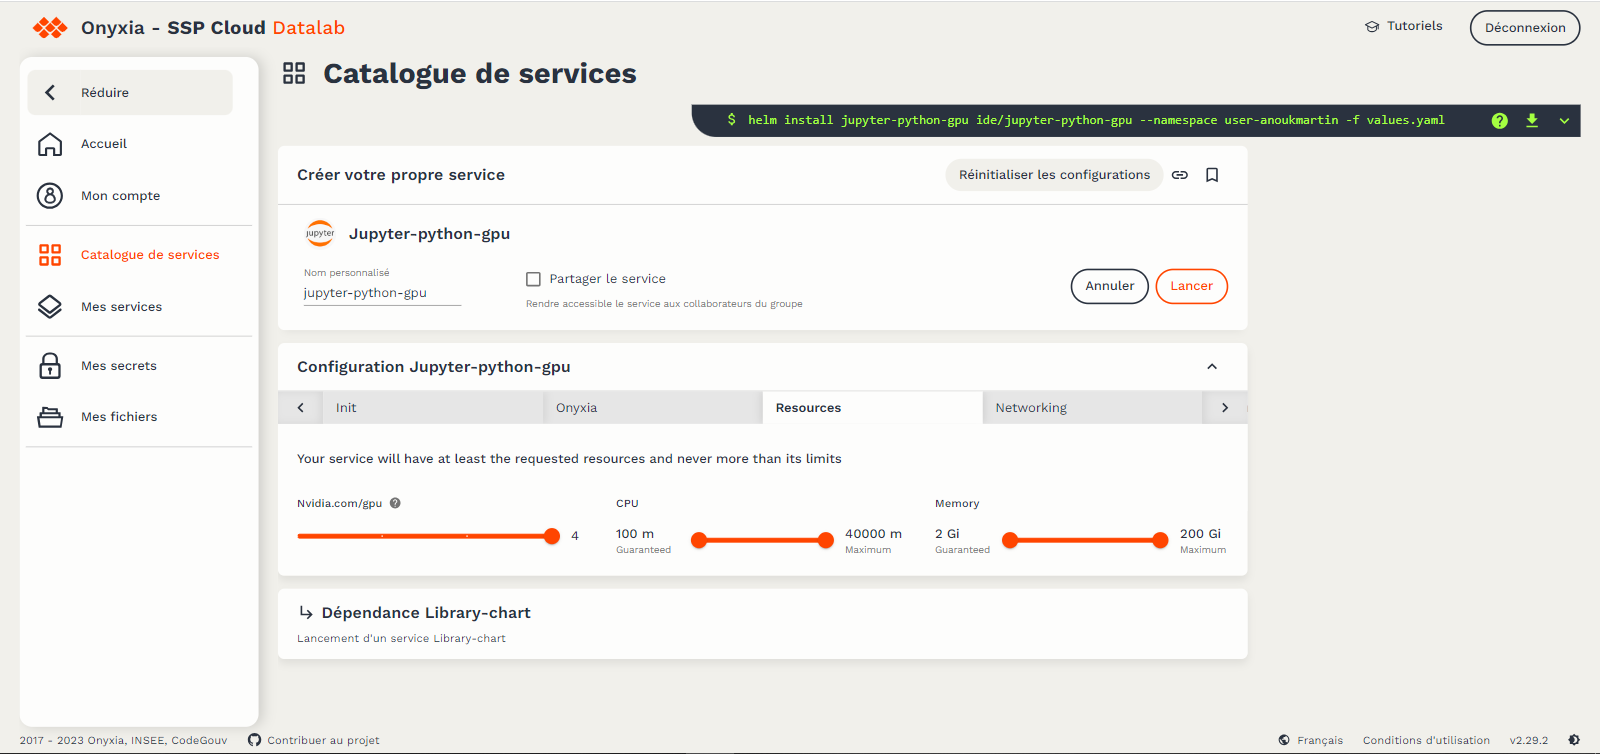 Onyxia - SSP Cloud Datalab
Tutoriels
Déconnexion
Réduire
Accueil
Mon compte
Catalogue de services
Mes services
Mes secrets
Mes fichiers
Catalogue de services
$ helm install jupyter-python-gpu ide/jupyter-python-gpu --namespace user-anoukmartin -f values.yaml
Créer votre propre service
Réinitialiser les configurations
jupyter
Jupyter-python-gpu
Nom personnalisé
jupyter-python-gpu
Partager le service
Rendre accessible le service aux collaborateurs du groupe
Annuler
Lancer
Configuration Jupyter-python-gpu
Init
Onyxia
Resources
Networking
Your service will have at least the requested resources and never more than its limits
Nvidia.com/gpu
4
CPU
100 m
Guaranteed
40000 m
Maximum
Memory
2 Gi
Guaranteed
200 Gi
Maximum
Dépendance Library-chart
Lancement d'un service Library-chart
2017 - 2023 Onyxia, INSEE, CodeGouv
Contribuer au projet
Français
Conditions d'utilisation
v2.29.2